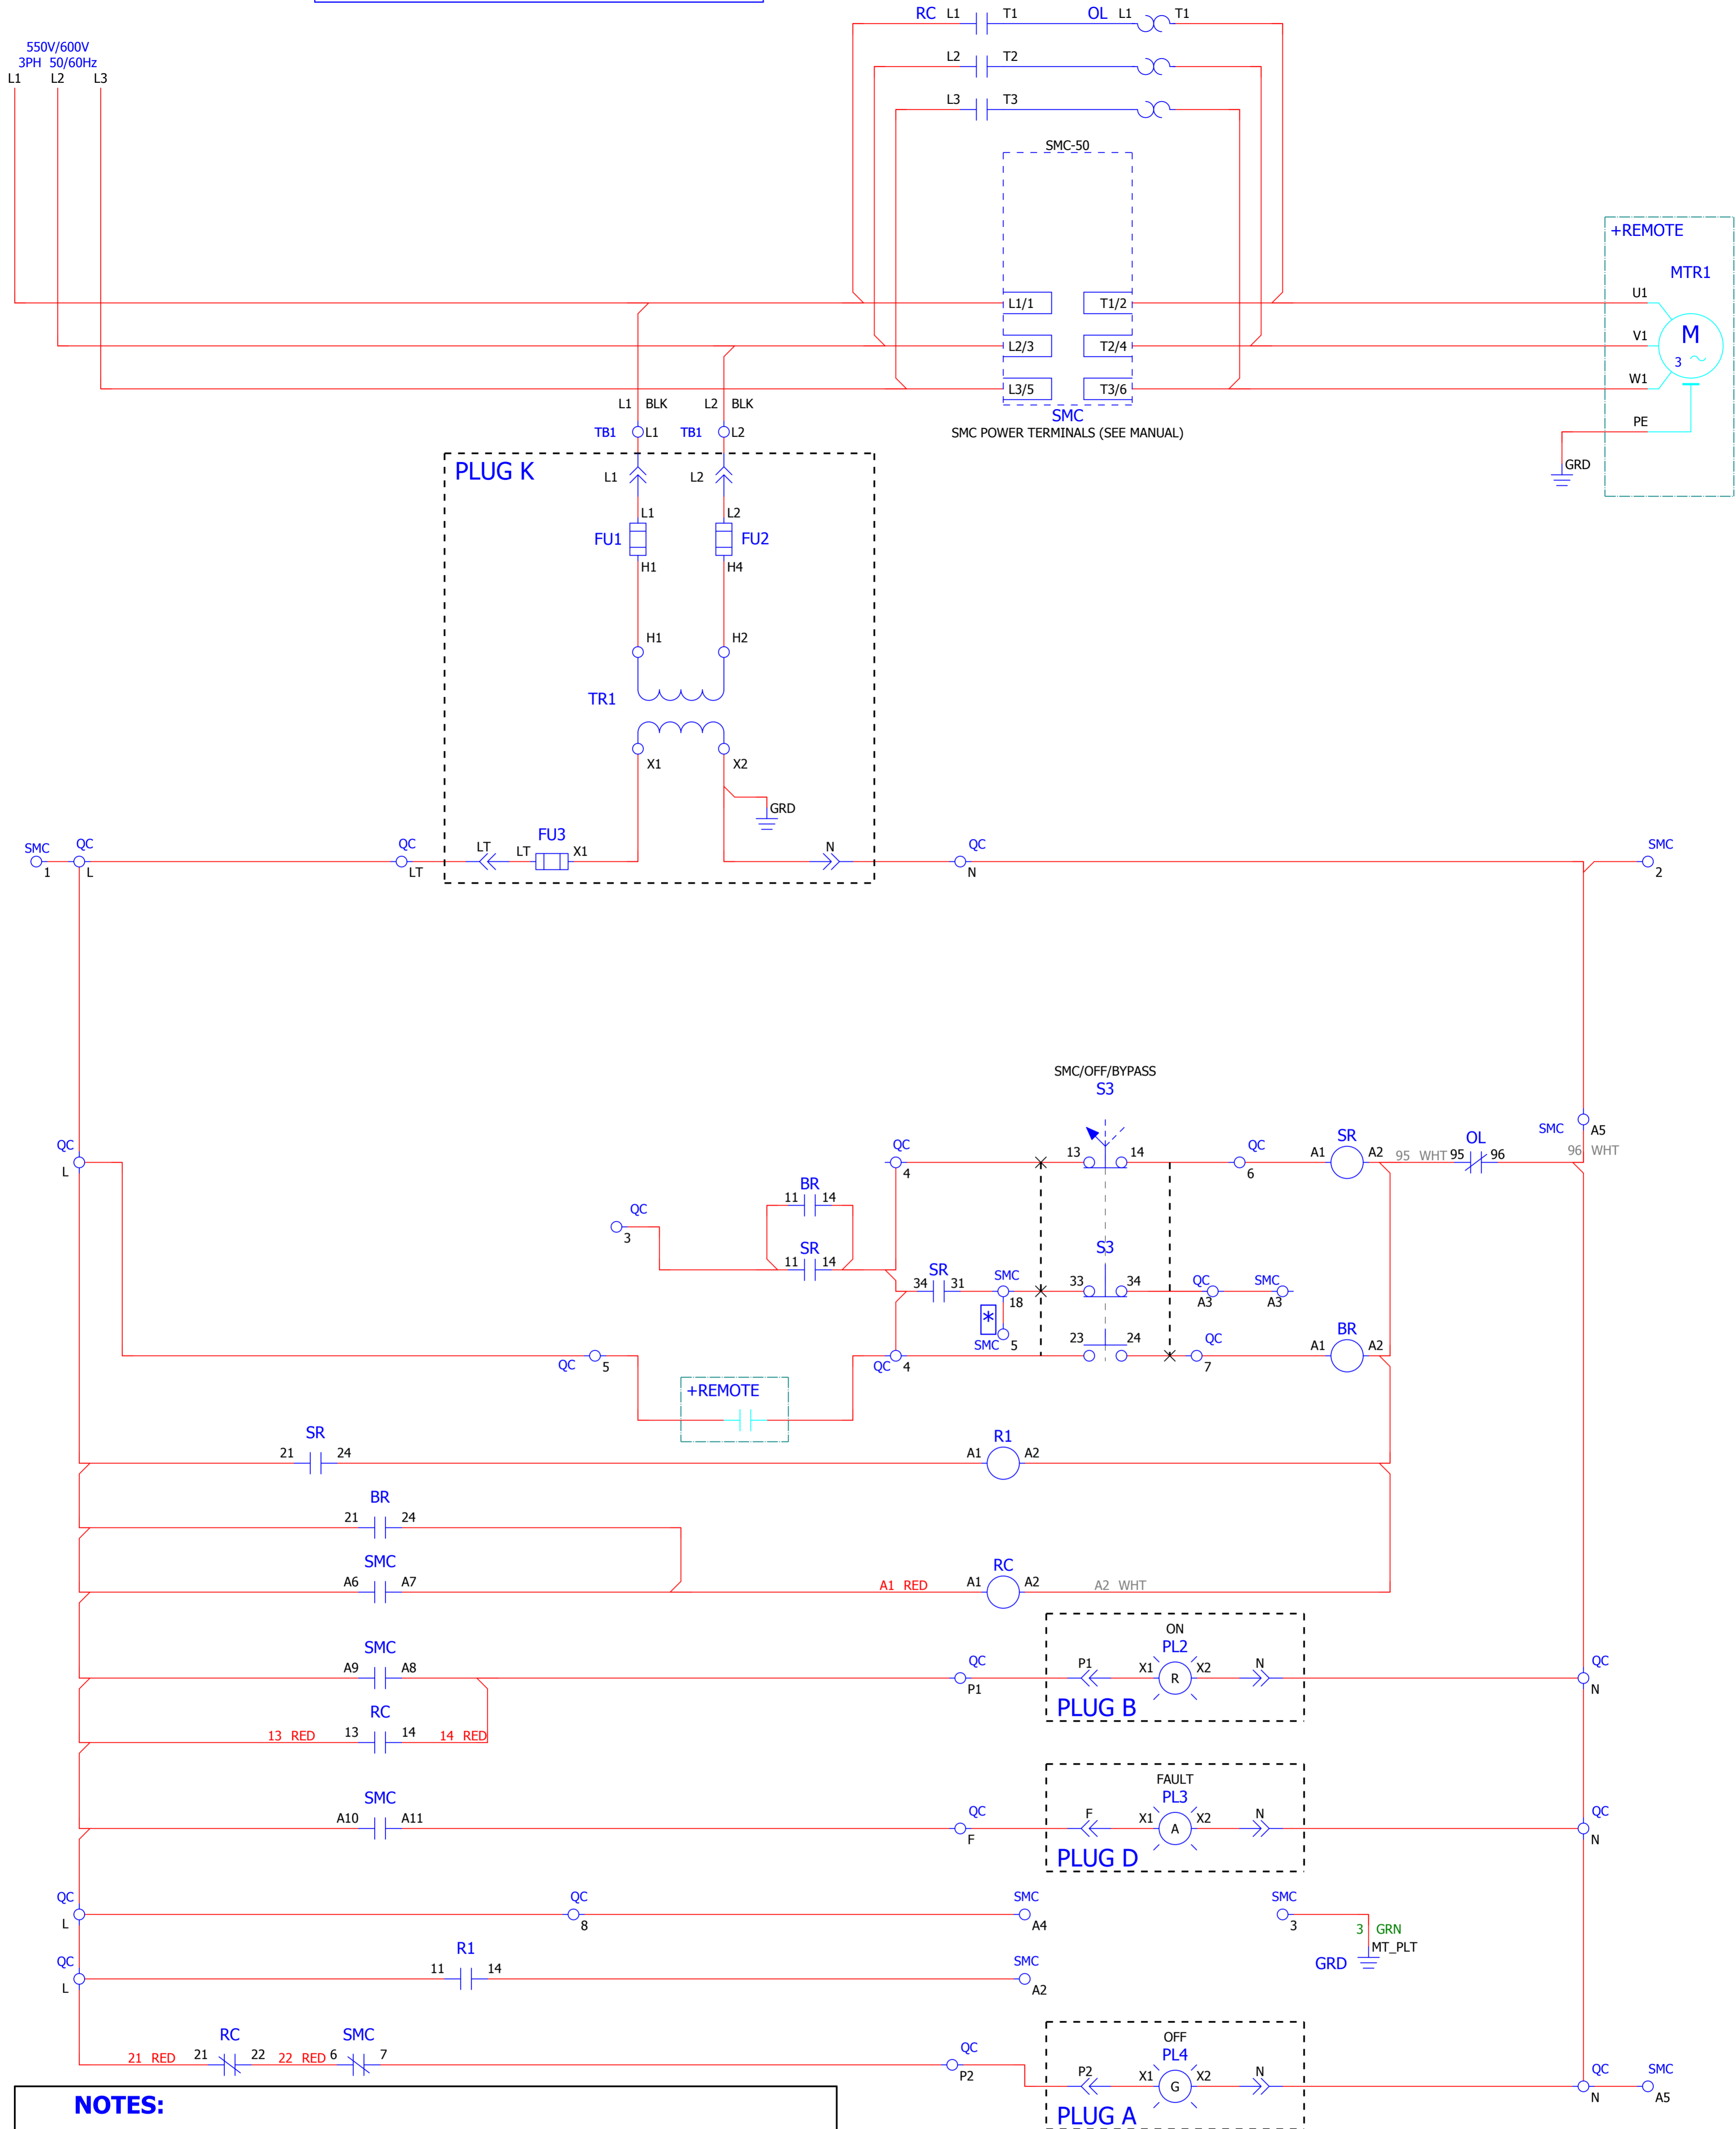 RC L1 T1 OL L1 T1
550V/600V
3PH 50/60Hz
L1 L2 L3
L2 T2
L3 T3
SMC-50
+REMOTE
MTR1
L1/1 T1/2 U1
L2/3 T2/4 V1 M
3
L3/5 T3/6 W1
L1 BLK L2 BLK
SMC
SMC POWER TERMINALS (SEE MANUAL)
PE
TB1 L1 TB1 L2
GRD
PLUG K
L1 L2
L1 L2
FU1 FU2
H1 H4
H1 H2
TR1
X1 X2
GRD
SMC QC QC LT LT FU3 X1 N QC SMC
1 L LT N 2
SMC/OFF/BYPASS
S3
SMC A5
QC 4 13 14 QC 6 SR A1 A2 95 WHT 95 OL 96 96 WHT
QC L
BR
11 14
QC 3
SR S3
11 14
SR
34 31 SMC 18 33 34 QC A3 SMC A3
*
SMC 5 23 24 QC 7 BR A1 A2
QC 5 QC 4
+REMOTE
SR R1
21 24 A1 A2
BR
21 24
SMC RC
A6 A7 A1 RED A1 A2 A2 WHT
ON
SMC PL2
A9 A8 QC P1 P1 X1 R X2 N QC N
PLUG B
RC
13 RED 13 14 14 RED
FAULT
SMC PL3
A10 A11 QC F F X1 A X2 N QC N
PLUG D
QC L QC 8 SMC A4 SMC 3
3 GRN
MT_PLT
GRD
QC L R1 11 14 SMC A2
OFF
RC SMC PL4
21 RED 21 22 22 RED 6 7 QC P2 P2 X1 G X2 N QC N SMC A5
PLUG A
NOTES: